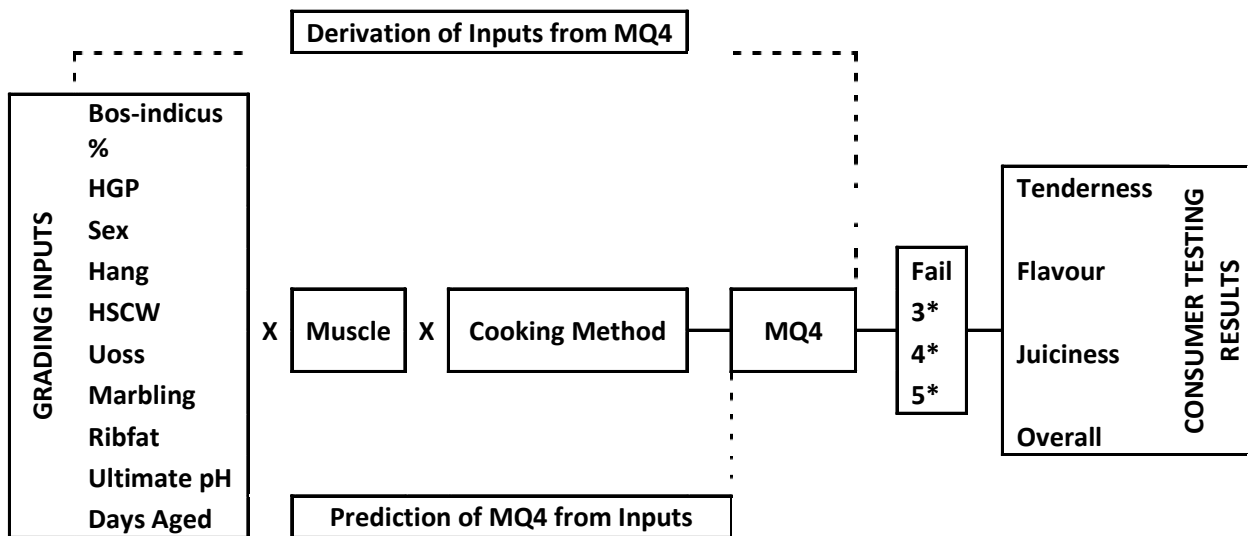 Derivation of Inputs from MQ4
GRADING INPUTS
Bos-indicus
%
HGP
Sex
Hang
HSCW
Uoss
Marbling
Ribfat
Ultimate pH
Days Aged
X
Muscle
X
Cooking Method
MQ4
Fail
3*
4*
5*
Tenderness
Flavour
Juiciness
Overall
CONSUMER TESTING
RESULTS
Prediction of MQ4 from Inputs